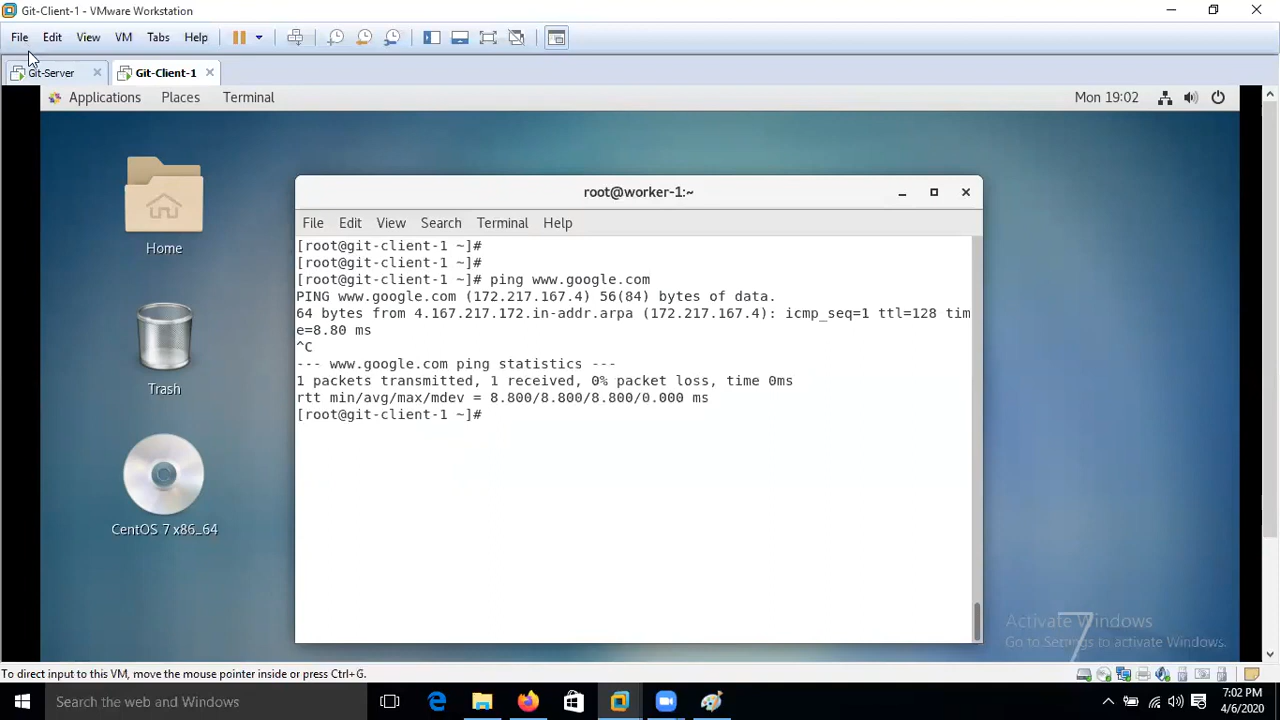 Git-Client-1 - VMware Workstation
File Edit View VM Tabs Help
Git-Server
Git-Client-1
Applications Places Terminal
Mon 19:02
Home
Trash
CentOS 7 x86_64
root@worker-1:~
File Edit View Search Terminal Help
[root@git-client-1 ~]#
[root@git-client-1 ~]#
[root@git-client-1 ~]# ping www.google.com
PING www.google.com (172.217.167.4) 56(84) bytes of data.
64 bytes from 4.167.217.172.in-addr.arpa (172.217.167.4): icmp_seq=1 ttl=128 tim
e=8.80 ms
^C
--- www.google.com ping statistics ---
1 packets transmitted, 1 received, 0% packet loss, time 0ms
rtt min/avg/max/mdev = 8.800/8.800/8.800/0.000 ms
[root@git-client-1 ~]#
7
Activate Windows
Go to Settings to activate Windows.
To direct input to this VM, move the mouse pointer inside or press Ctrl+G.
Search the web and Windows
7:02 PM
4/6/2020